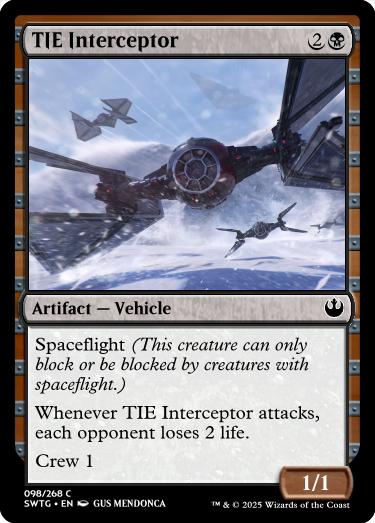 TIE Interceptor 2
Artifact — Vehicle
Spaceflight (This creature can only
block or be blocked by creatures with
spaceflight.)
Whenever TIE Interceptor attacks,
each opponent loses 2 life.
Crew 1
1/1
098/268 C
SWTG • EN GUS MENDONCA
™ & © 2025 Wizards of the Coast